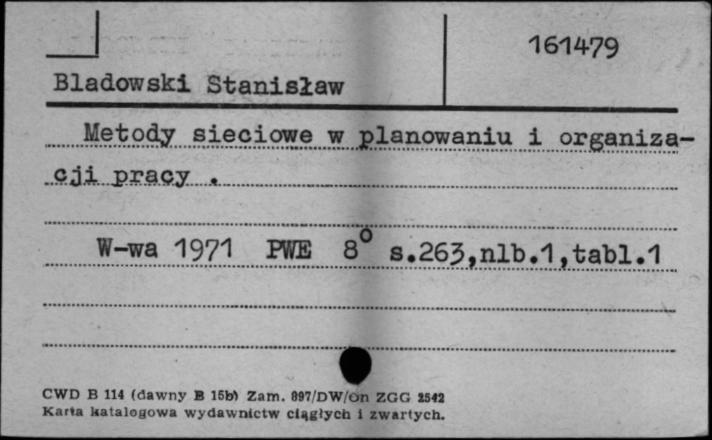 161479
Bladowski Stanisław
Metody sieciowe w planowaniu i organiza-
cji pracy .
W-wa 1971 PWE 8° s.263,nlb.1,tabl.1
CWD B 114 (dawny B 15b) Zam. 897/DW/on ZGG 2542
Karta katalogowa wydawnictw ciągłych i zwartych.